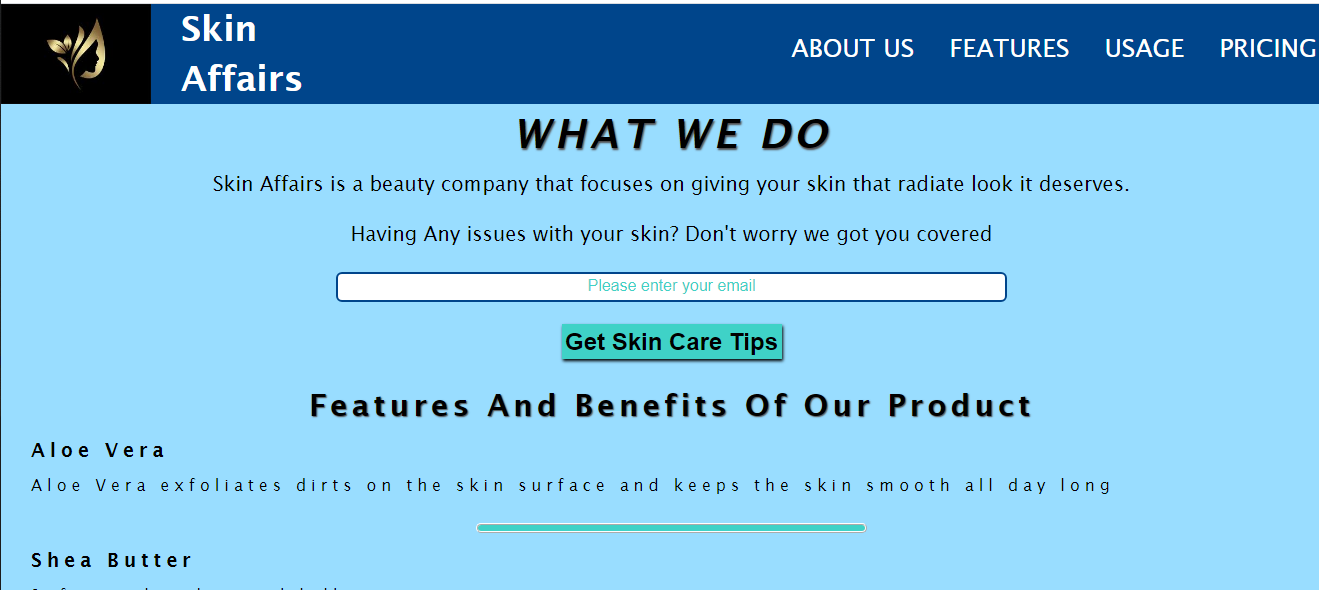 Skin
Affairs
ABOUT US FEATURES USAGE PRICING
WHAT WE DO
Skin Affairs is a beauty company that focuses on giving your skin that radiate look it deserves.
Having Any issues with your skin? Don't worry we got you covered
Please enter your email
Get Skin Care Tips
Features And Benefits Of Our Product
Aloe Vera
Aloe Vera exfoliates dirts on the skin surface and keeps the skin smooth all day long
Shea Butter